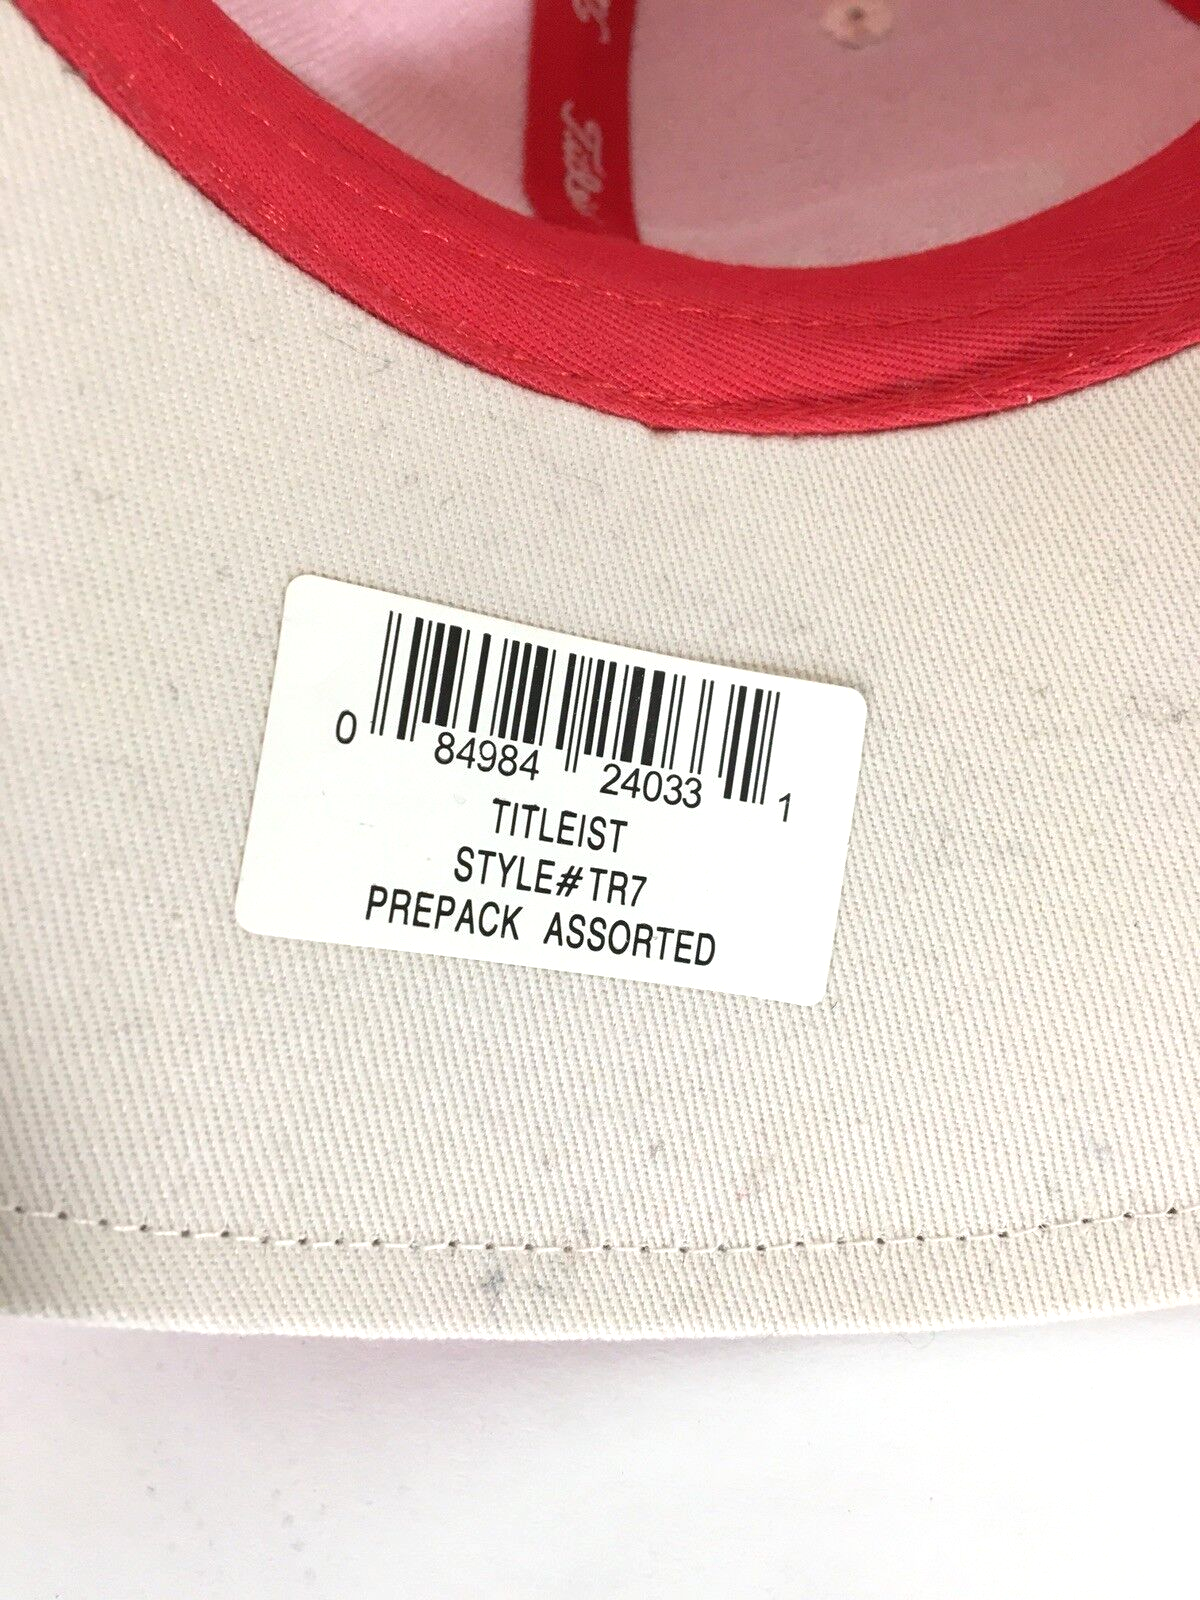 0 84984 24033 1
TITLEIST
STYLE# TR7
PREPACK ASSORTED